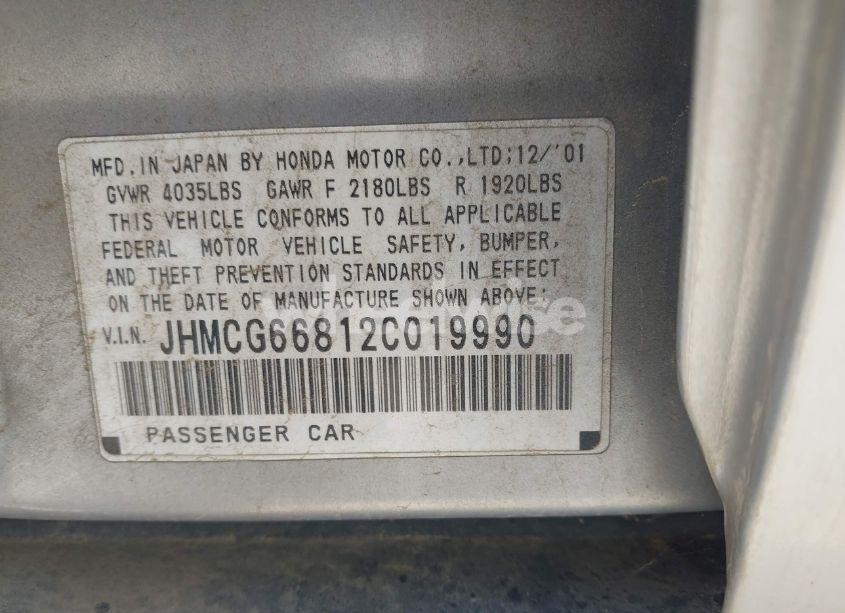 MFD.IN JAPAN BY HONDA MOTOR CO.,LTD;12/'01
GVWR 4035LBS GAWR F 2180LBS R 1920LBS
THIS VEHICLE CONFORMS TO ALL APPLICABLE
FEDERAL MOTOR VEHICLE SAFETY, BUMPER,
AND THEFT PREVENTION STANDARDS IN EFFECT
ON THE DATE OF MANUFACTURE SHOWN ABOVE;
V.I.N. JHMCG66812C019990
PASSENGER CAR